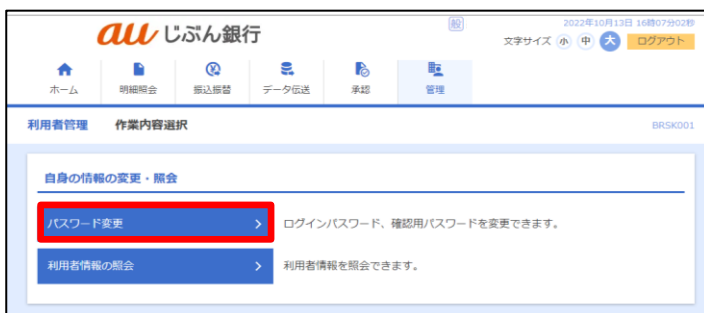 au じぶん銀行
般
2022年10月13日 16時07分02秒
文字サイズ 小 中 大 ログアウト
ホーム 明細照会 振込振替 データ伝送 承認 管理
利用者管理 作業内容選択 BRSK001
自身の情報の変更・照会
パスワード変更 ログインパスワード、確認用パスワードを変更できます。
利用者情報の照会 利用者情報を照会できます。